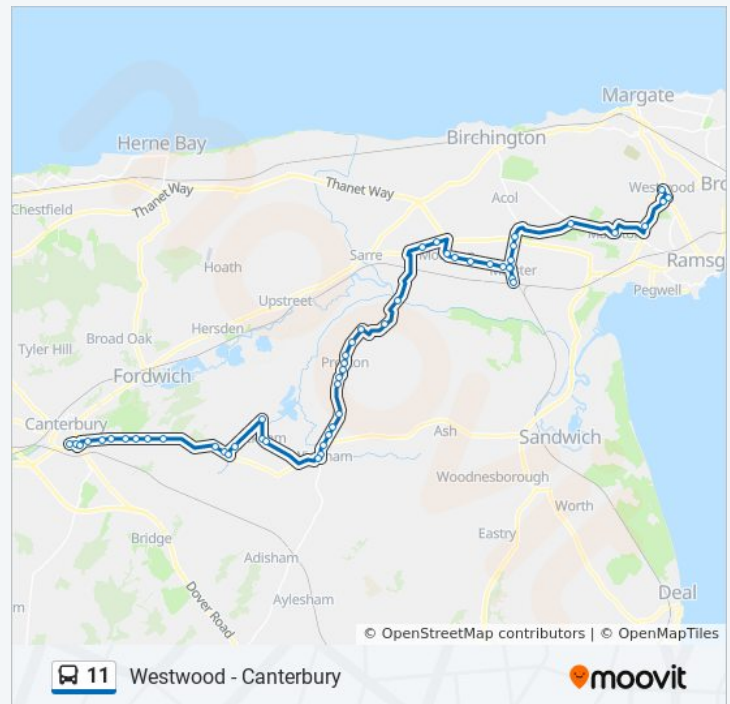 Margate
Herne Bay
Birchington
Thanet Way
Thanet Way
Westwood
Bro
Acol
Chestfield
Sarre
Ramsg
Hoath
Pegwell
Upstreet
Hersden
Broad Oak
Tyler Hill
Fordwich
Canterbury
Ash
Sandwich
Woodnesborough
Worth
Bridge
Eastry
Adisham
Dover Road
Aylesham
Deal
m
© OpenStreetMap contributors | © OpenMapTiles
11 Westwood - Canterbury
moovit